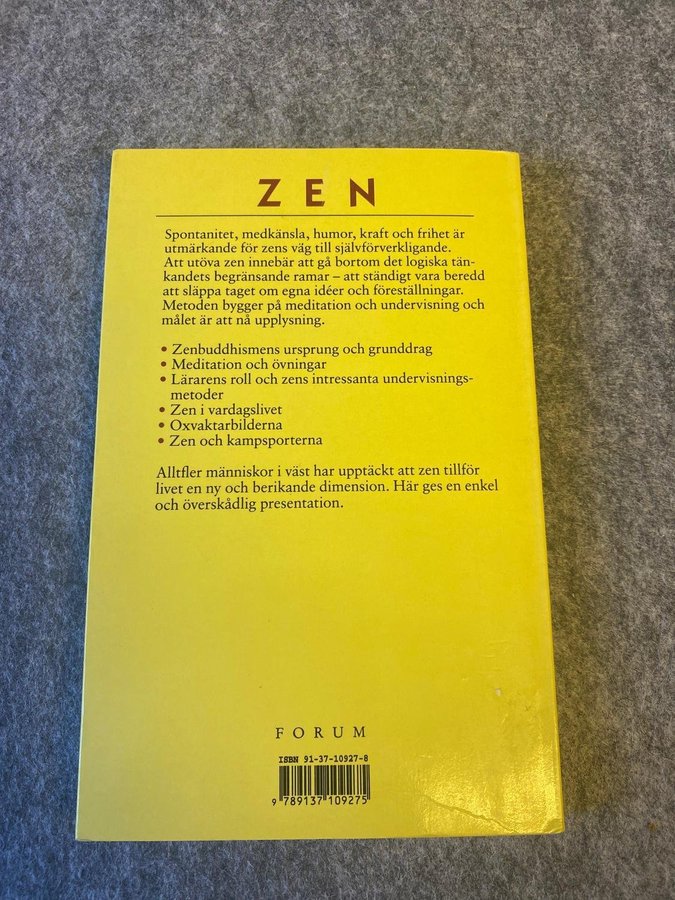 ZEN
Spontanitet, medkänsla, humor, kraft och frihet är
utmärkande för zens väg till självförverkligande.
Att utöva zen innebär att gå bortom det logiska tän-
kandets begränsande ramar – att ständigt vara beredd
att släppa taget om egna idéer och föreställningar.
Metoden bygger på meditation och undervisning och
målet är att nå upplysning.
• Zenbuddhismens ursprung och grunddrag
• Meditation och övningar
• Lärarens roll och zens intressanta undervisnings-
metoder
• Zen i vardagslivet
• Oxvaktarbilderna
• Zen och kampsporterna
Alltfler människor i väst har upptäckt att zen tillför
livet en ny och berikande dimension. Här ges en enkel
och överskådlig presentation.
FORUM
ISBN 91-37-10927-8
9 789137 109275